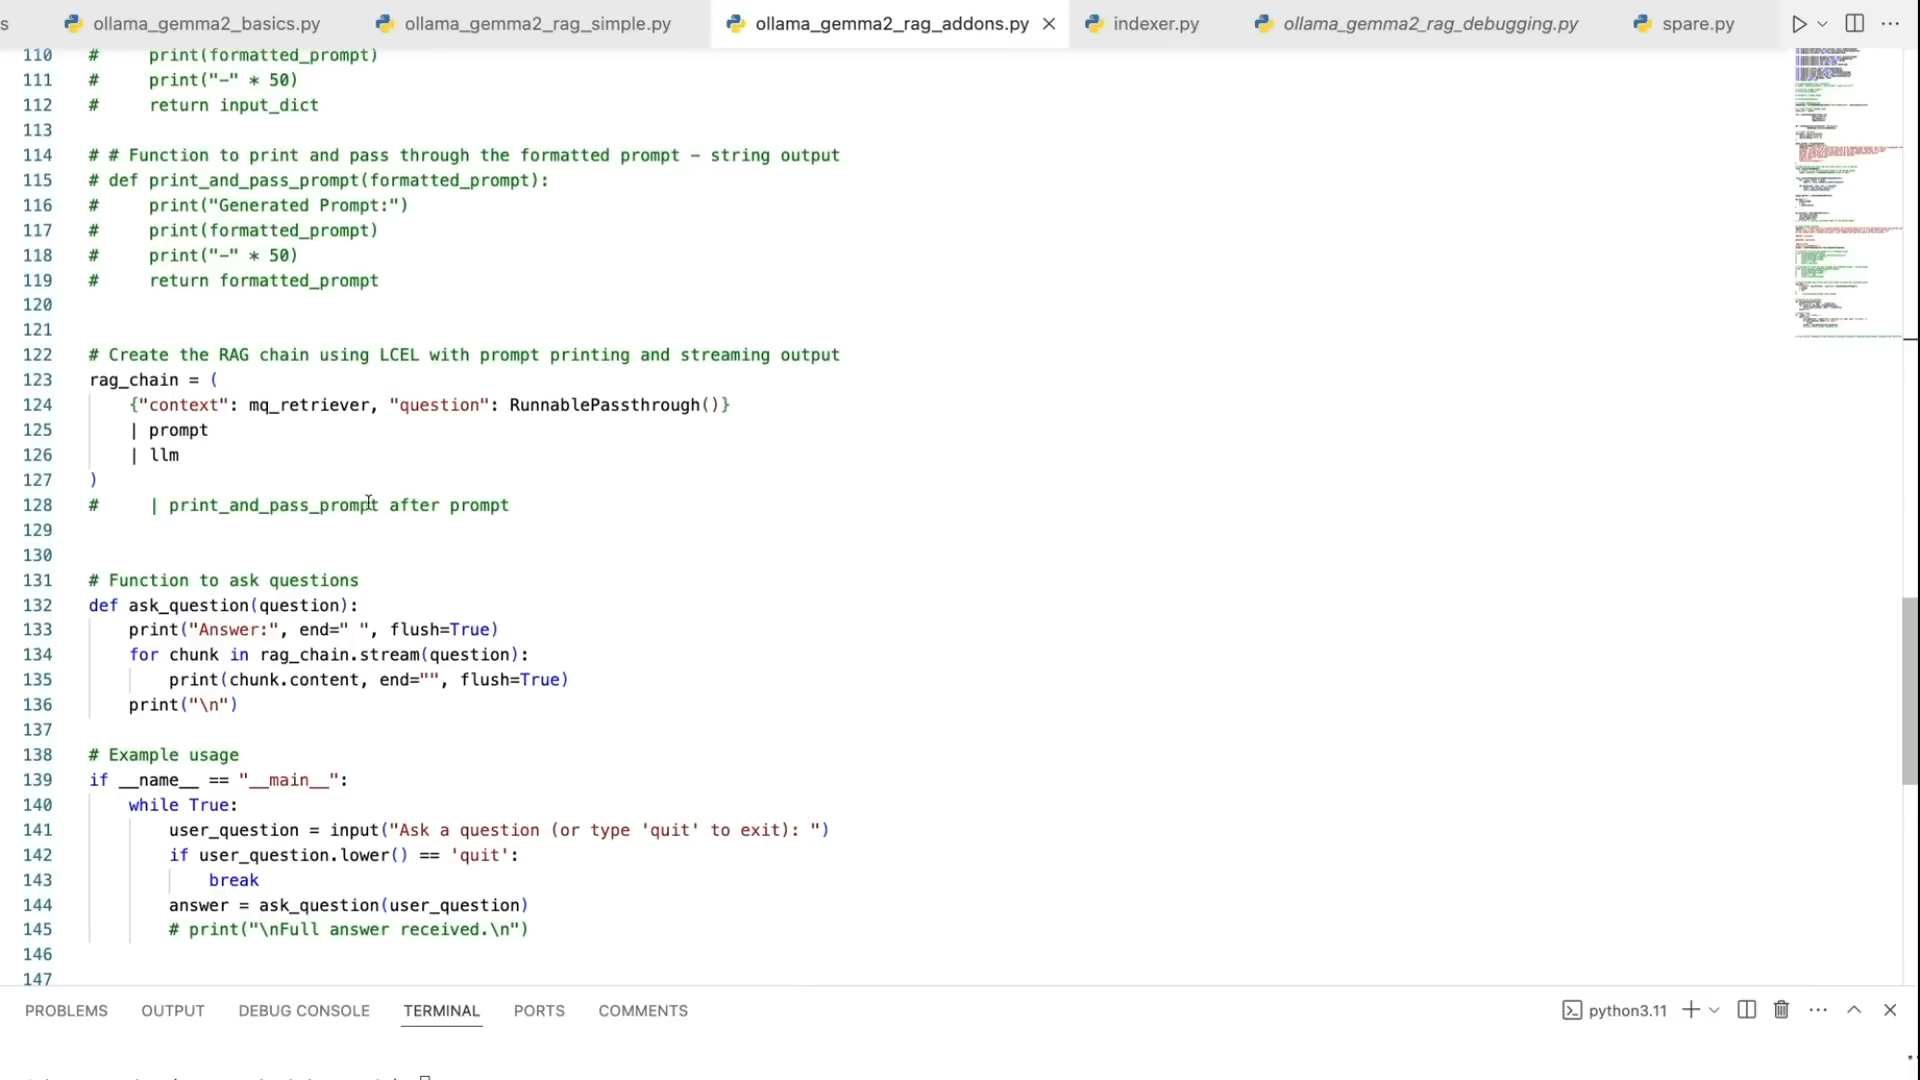 s
ollama_gemma2_basics.py
ollama_gemma2_rag_simple.py
ollama_gemma2_rag_addons.py
indexer.py
ollama_gemma2_rag_debugging.py
spare.py
110 #     print(formatted_prompt)
111 #     print("-" * 50)
112 #     return input_dict
113
114 # # Function to print and pass through the formatted prompt – string output
115 # def print_and_pass_prompt(formatted_prompt):
116 #     print("Generated Prompt:")
117 #     print(formatted_prompt)
118 #     print("-" * 50)
119 #     return formatted_prompt
120
121
122 # Create the RAG chain using LCEL with prompt printing and streaming output
123 rag_chain = (
124     {"context": mq_retriever, "question": RunnablePassthrough()}
125     | prompt
126     | llm
127 )
128 #     | print_and_pass_prompt after prompt
129
130
131 # Function to ask questions
132 def ask_question(question):
133     print("Answer:", end=" ", flush=True)
134     for chunk in rag_chain.stream(question):
135         print(chunk.content, end="", flush=True)
136     print("\n")
137
138 # Example usage
139 if __name__ == "__main__":
140     while True:
141         user_question = input("Ask a question (or type 'quit' to exit): ")
142         if user_question.lower() == 'quit':
143             break
144         answer = ask_question(user_question)
145         # print("\nFull answer received.\n")
146
147
PROBLEMS OUTPUT DEBUG CONSOLE TERMINAL PORTS COMMENTS
python3.11